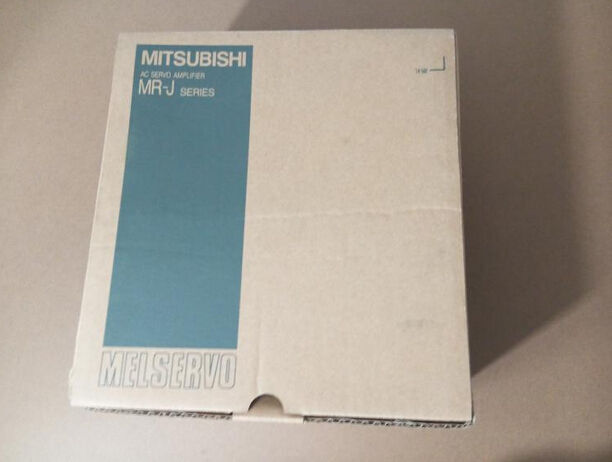 MITSUBISHI
AC SERVO AMPLIFIER
MR-J SERIES
MELSERVO